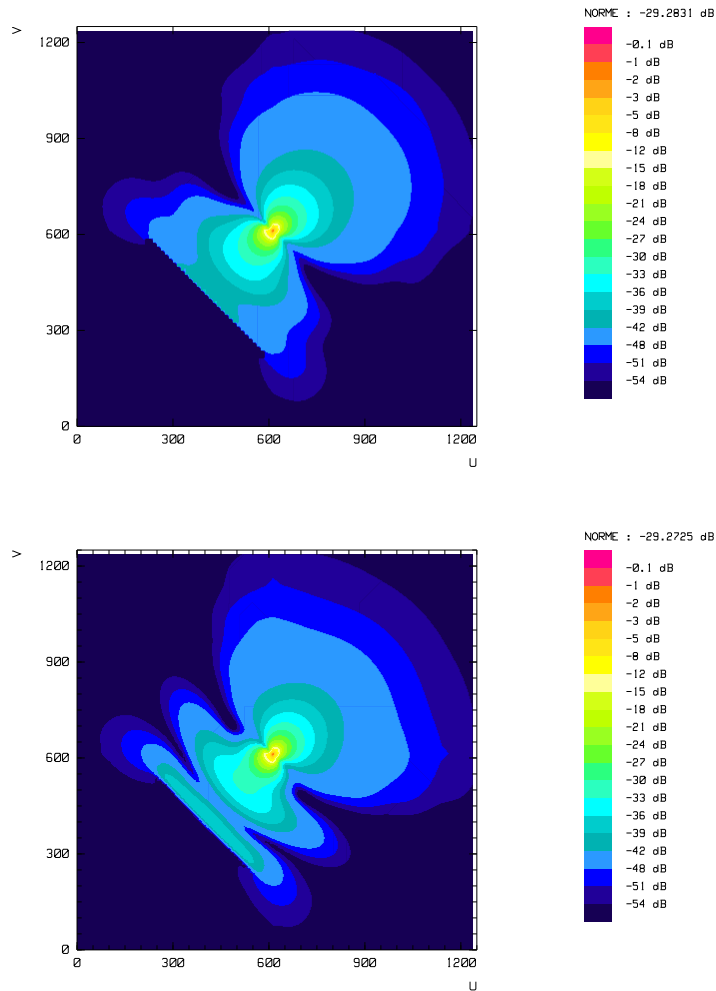 NORME : -29.2831 dB
V
1200
900
600
300
0
0 300 600 900 1200
U
-0.1 dB
-1 dB
-2 dB
-3 dB
-5 dB
-8 dB
-12 dB
-15 dB
-18 dB
-21 dB
-24 dB
-27 dB
-30 dB
-33 dB
-36 dB
-39 dB
-42 dB
-48 dB
-51 dB
-54 dB
NORME : -29.2725 dB
V
1200
900
600
300
0
0 300 600 900 1200
U
-0.1 dB
-1 dB
-2 dB
-3 dB
-5 dB
-8 dB
-12 dB
-15 dB
-18 dB
-21 dB
-24 dB
-27 dB
-30 dB
-33 dB
-36 dB
-39 dB
-42 dB
-48 dB
-51 dB
-54 dB